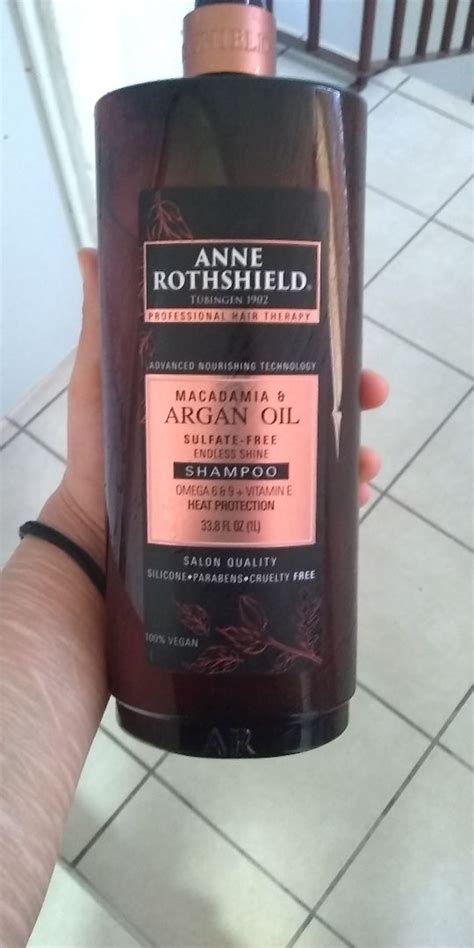 ANNE
ROTHSHIELD®
TÜBINGEN 1902
PROFESSIONAL HAIR THERAPY
ADVANCED NOURISHING TECHNOLOGY
MACADAMIA &
ARGAN OIL
SULFATE-FREE
ENDLESS SHINE
SHAMPOO
OMEGA 6 & 9 + VITAMIN E
HEAT PROTECTION
33.8 FL OZ (1L)
SALON QUALITY
SILICONE•PARABENS•CRUELTY FREE
100% VEGAN
AR